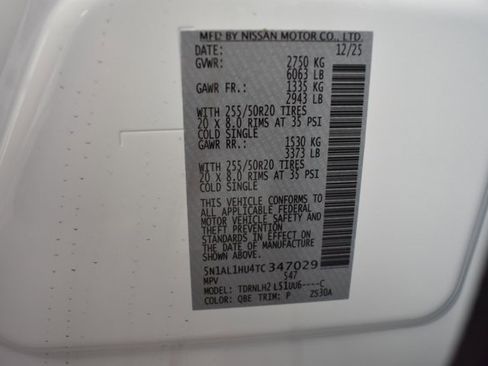 MFD BY NISSAN MOTOR CO., LTD.
DATE: 12/25
GVWR: 2750 KG
6063 LB
GAWR FR.: 1335 KG
2943 LB
WITH 255/50R20 TIRES
20 X 8.0 RIMS AT 35 PSI
COLD SINGLE
GAWR RR.: 1530 KG
3373 LB
WITH 255/50R20 TIRES
20 X 8.0 RIMS AT 35 PSI
COLD SINGLE
THIS VEHICLE CONFORMS TO
ALL APPLICABLE FEDERAL
MOTOR VEHICLE SAFETY AND
THEFT PREVENTION
STANDARDS IN EFFECT ON
THE DATE OF MANUFACTURE
SHOWN ABOVE.
5N1AL1HU4TC347029
MPV S47
MODEL: TDRNLH2 L51UU6----C
COLOR: QBE TRIM: P ZS30A